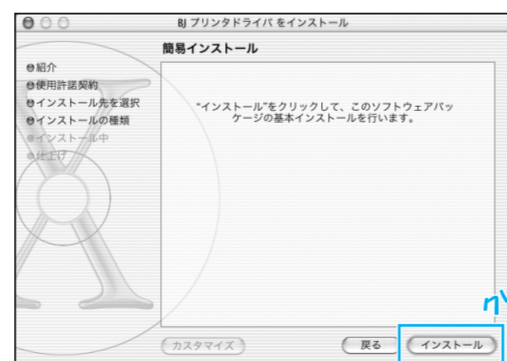 BJ プリンタドライバ をインストール
簡易インストール
紹介
使用許諾契約
インストール先を選択
インストールの種類
インストール中
仕上げ
"インストール"をクリックして、このソフトウェアパッ
ケージの基本インストールを行います。
カスタマイズ
戻る
インストール